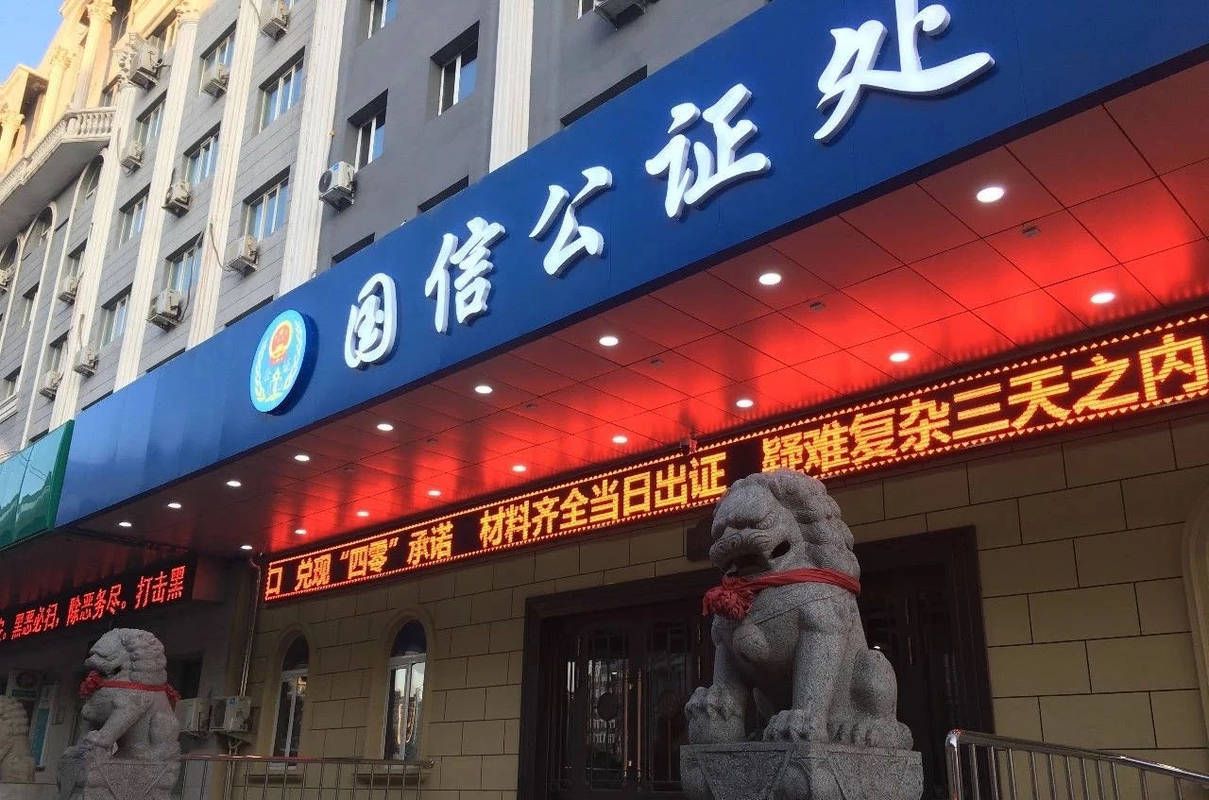 国信公证处
口 兑现“四零”承诺 材料齐全当日出证 疑难复杂三天之内
黑恶必扫，除恶务尽。打击黑